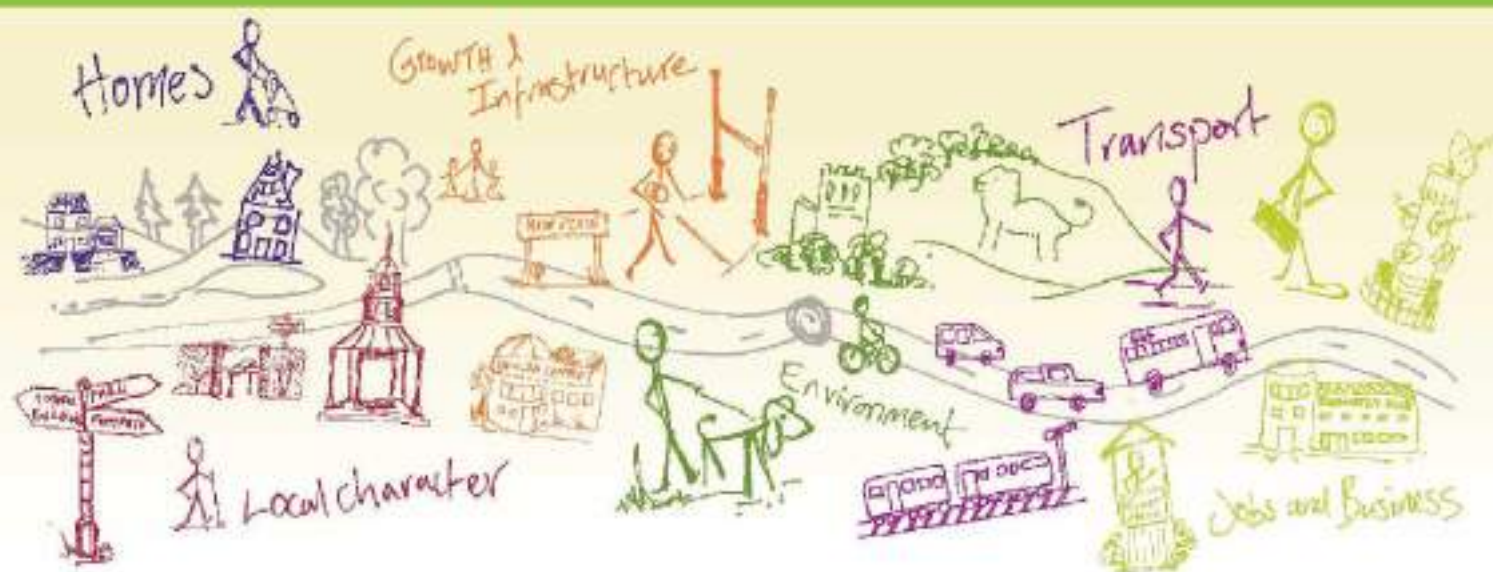 Homes
Growth &
Infrastructure
Transport
Environment
Local character
Jobs and Business